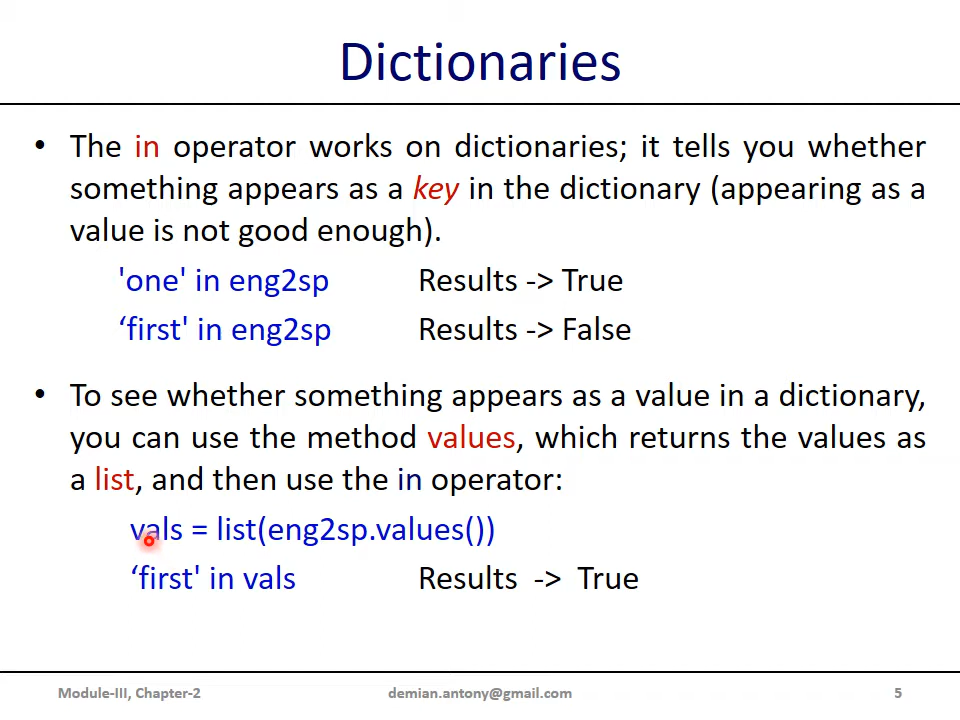 Dictionaries
• The in operator works on dictionaries; it tells you whether
something appears as a key in the dictionary (appearing as a
value is not good enough).
'one' in eng2sp Results -> True
‘first' in eng2sp Results -> False
• To see whether something appears as a value in a dictionary,
you can use the method values, which returns the values as
a list, and then use the in operator:
vals = list(eng2sp.values())
‘first' in vals Results -> True
Module-III, Chapter-2 demian.antony@gmail.com 5